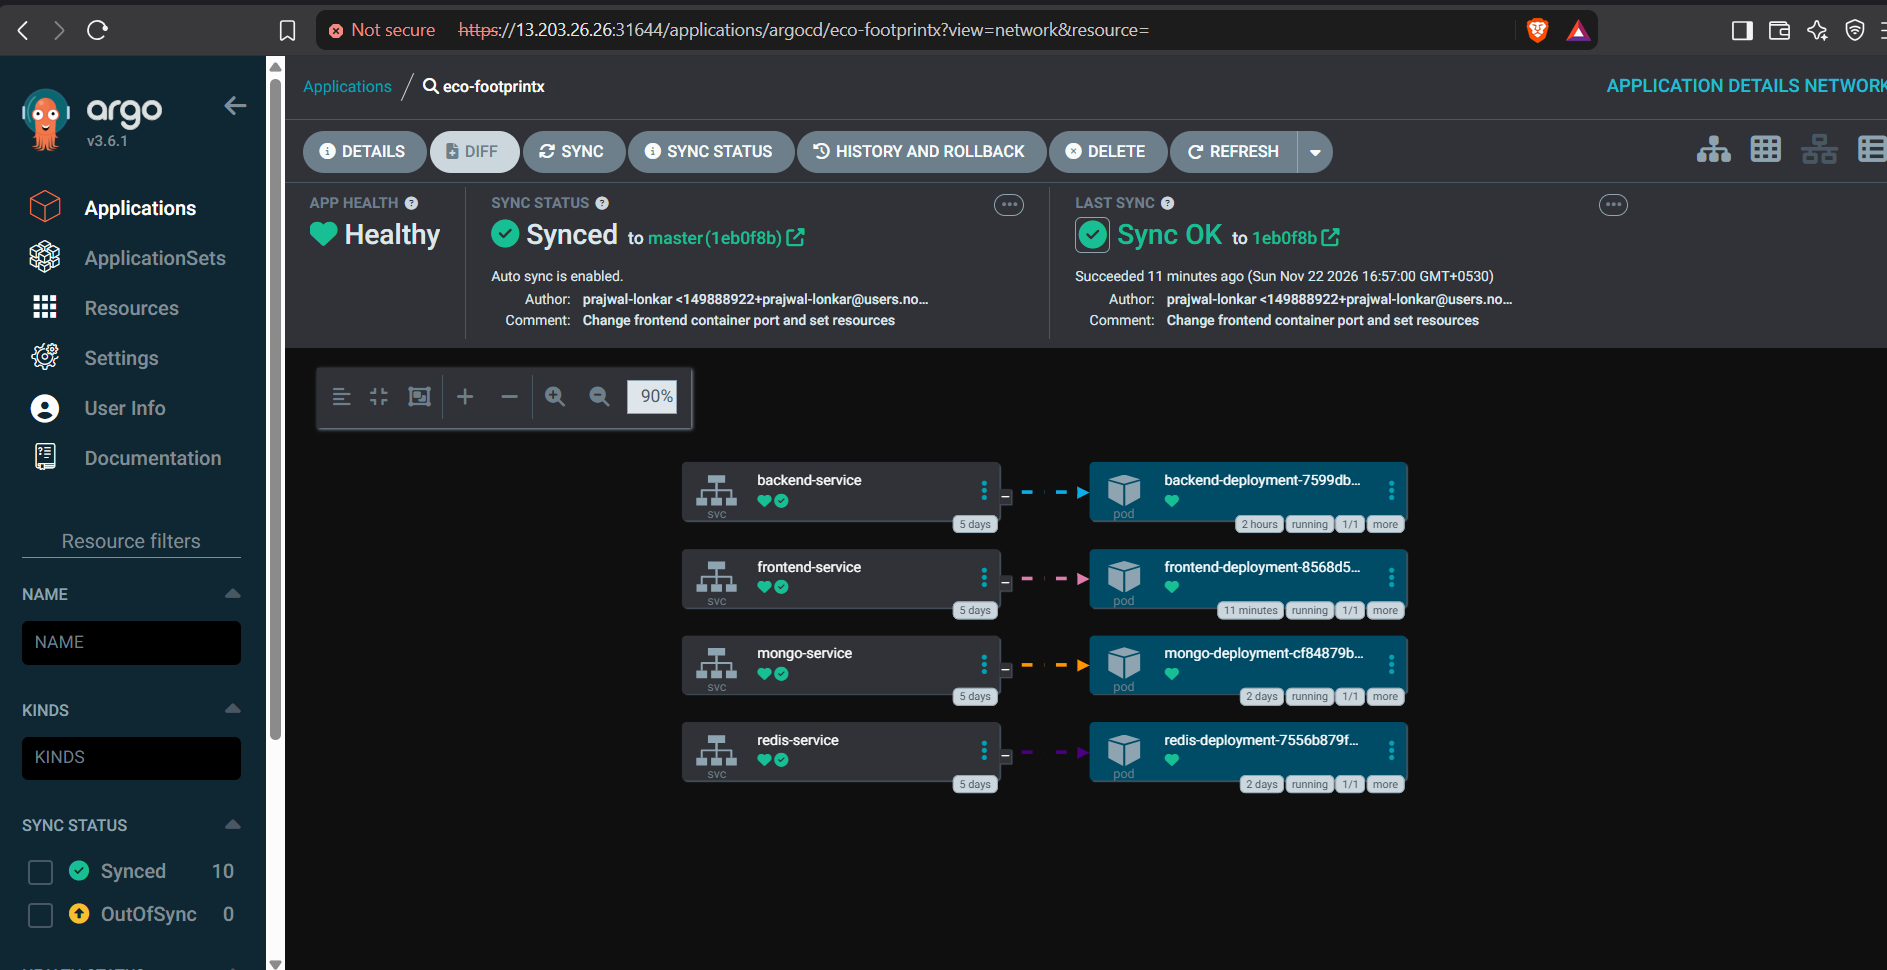 Not secure https://13.203.26.26:31644/applications/argocd/eco-footprintx?view=network&resource=
argo
v3.6.1
Applications
ApplicationSets
Resources
Settings
User Info
Documentation
Resource filters
NAME
NAME
KINDS
KINDS
SYNC STATUS
Synced 10
OutOfSync 0
Applications / eco-footprintx
APPLICATION DETAILS NETWORK
DETAILS DIFF SYNC SYNC STATUS HISTORY AND ROLLBACK DELETE REFRESH
APP HEALTH
Healthy
SYNC STATUS
Synced to master (1eb0f8b)
Auto sync is enabled.
Author: prajwal-lonkar <149888922+prajwal-lonkar@users.no...
Comment: Change frontend container port and set resources
LAST SYNC
Sync OK to 1eb0f8b
Succeeded 11 minutes ago (Sun Nov 22 2026 16:57:00 GMT+0530)
Author: prajwal-lonkar <149888922+prajwal-lonkar@users.no...
Comment: Change frontend container port and set resources
90%
backend-service
svc
5 days
backend-deployment-7599db...
pod
2 hours running 1/1 more
frontend-service
svc
5 days
frontend-deployment-8568d5...
pod
11 minutes running 1/1 more
mongo-service
svc
5 days
mongo-deployment-cf84879b...
pod
2 days running 1/1 more
redis-service
svc
5 days
redis-deployment-7556b879f...
pod
2 days running 1/1 more